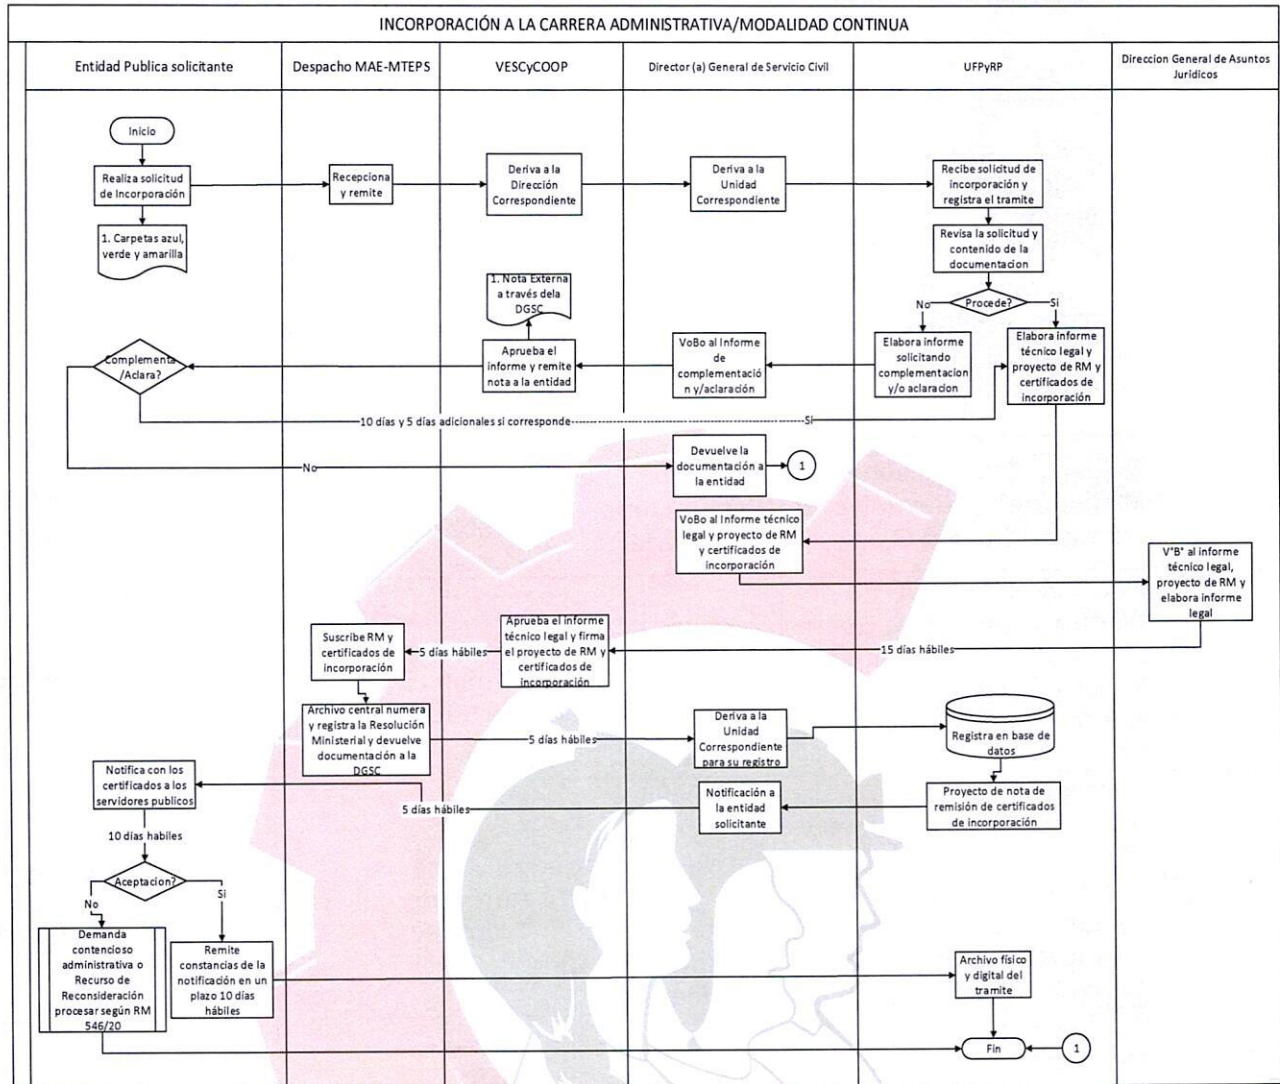 INCORPORACIÓN A LA CARRERA ADMINISTRATIVA/MODALIDAD CONTINUA
Entidad Publica solicitante
Despacho MAE-MTEPS
VESCyCOOP
Director (a) General de Servicio Civil
UFPyRP
Direccion General de Asuntos
Juridicos
Inicio
Realiza solicitud
de Incorporación
1. Carpetas azul,
verde y amarilla
Recepciona
y remite
Deriva a la
Dirección
Correspondiente
Deriva a la
Unidad
Correspondiente
Recibe solicitud de
incorporación y
registra el tramite
Revisa la solicitud y
contenido de la
documentacion
Procede?
No
Si
Elabora informe
solicitando
complementacion
y/o aclaracion
Elabora informe
técnico legal y
proyecto de RM y
certificados de
incorporación
VoBo al Informe
de
complementació
n y/aclaración
1. Nota Externa
a través dela
DGSC
Aprueba el
informe y remite
nota a la entidad
Complementa
/Aclara?
10 días y 5 días adicionales si corresponde
Si
No
Devuelve la
documentación a
la entidad
1
VoBo al Informe técnico
legal y proyecto de RM
y certificados de
incorporación
V°B° al informe
técnico legal,
proyecto de RM y
elabora informe
legal
15 días hábiles
Aprueba el informe
técnico legal y firma
el proyecto de RM y
certificados de
incorporación
5 días hábiles
Suscribe RM y
certificados de
incorporación
Archivo central numera
y registra la Resolución
Ministerial y devuelve
documentación a la
DGSC
5 días hábiles
Deriva a la
Unidad
Correspondiente
para su registro
Registra en base de
datos
Proyecto de nota de
remisión de certificados
de incorporación
Notificación a
la entidad
solicitante
5 días hábiles
Notifica con los
certificados a los
servidores publicos
10 días habiles
Aceptacion?
No
Si
Demanda
contencioso
administrativa o
Recurso de
Reconsideración
procesar según RM
546/20
Remite
constancias de la
notificación en un
plazo 10 días
hábiles
Archivo físico
y digital del
tramite
Fin
1